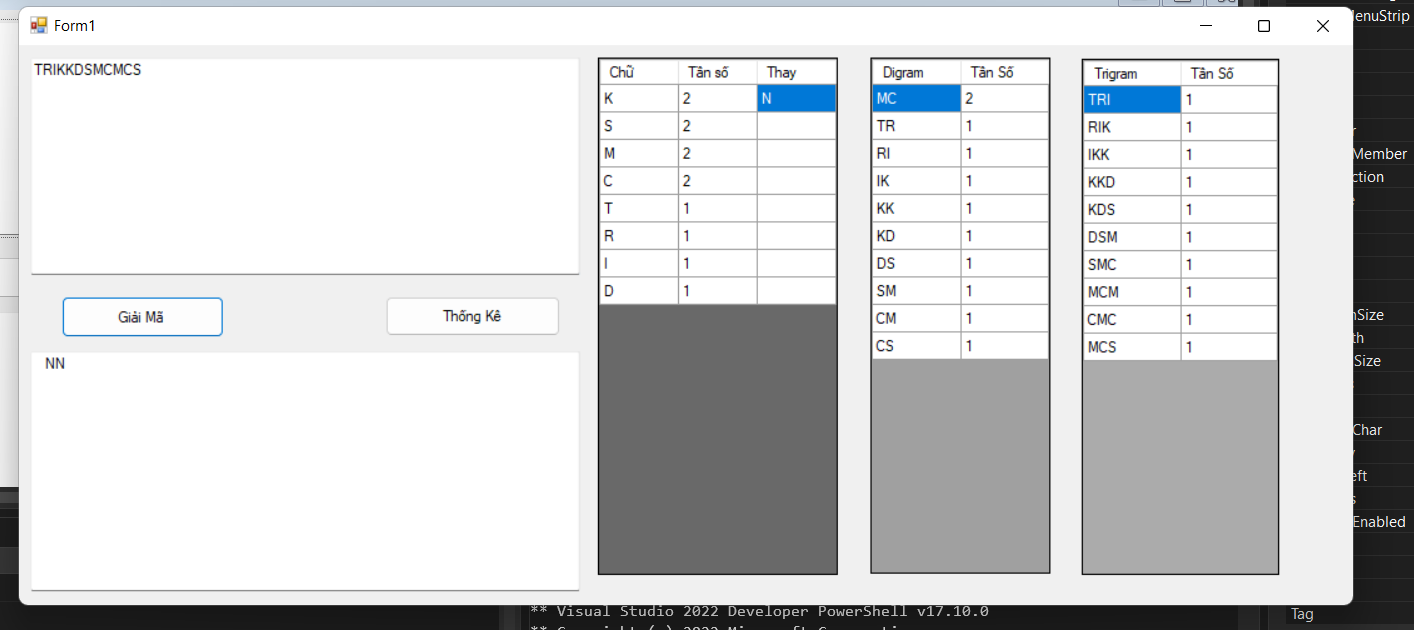 Form1
TRIKKDSMCMCS
Giải Mã
Thống Kê
NN
Chữ Tần số Thay
K 2 N
S 2
M 2
C 2
T 1
R 1
I 1
D 1
Digram Tần Số
MC 2
TR 1
RI 1
IK 1
KK 1
KD 1
DS 1
SM 1
CM 1
CS 1
Trigram Tần Số
TRI 1
RIK 1
IKK 1
KKD 1
KDS 1
DSM 1
SMC 1
MCM 1
CMC 1
MCS 1
enuStrip
Member
ction
Size
th
Size
Char
eft
Enabled
Tag
** Visual Studio 2022 Developer PowerShell v17.10.0